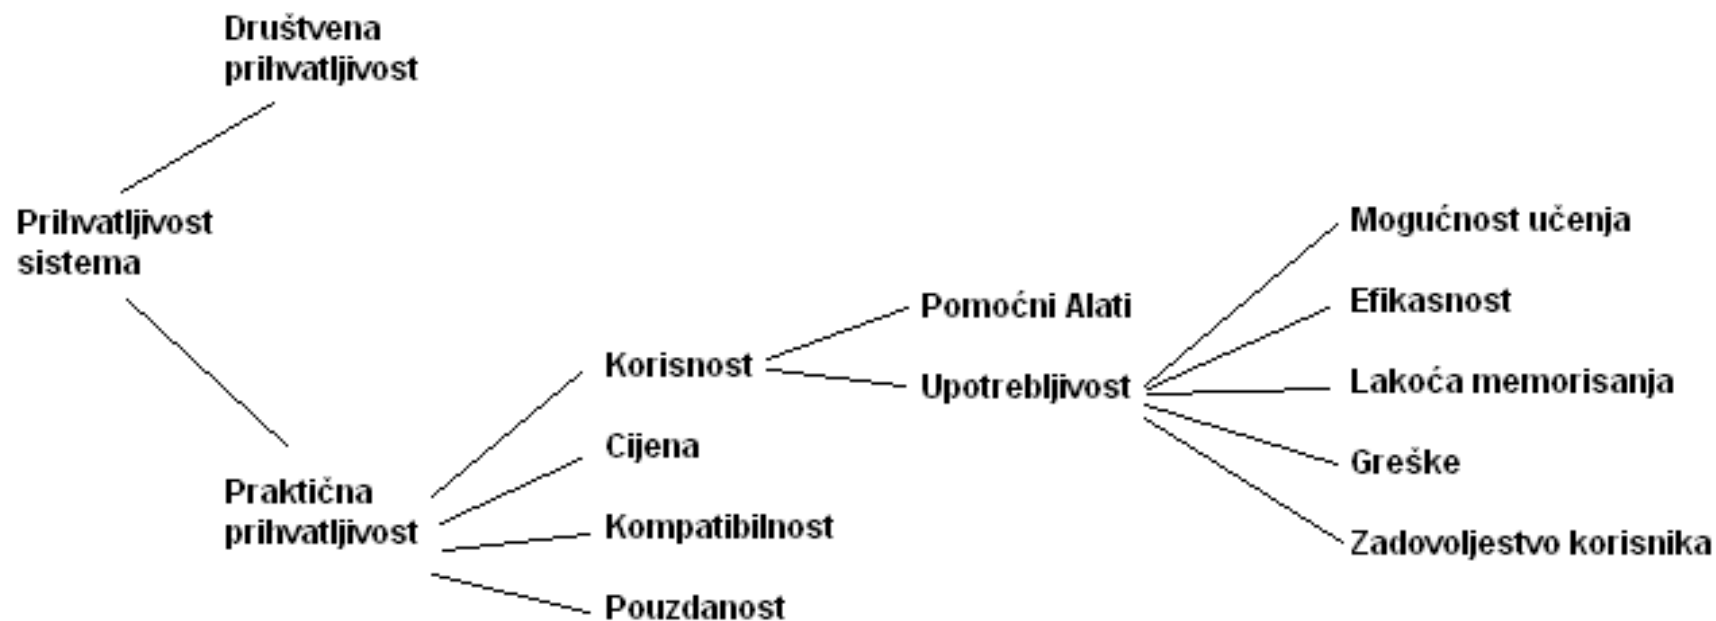 Društvena
prihvatljivost
Prihvatljivost
sistema
Praktična
prihvatljivost
Korisnost
Cijena
Kompatibilnost
Pouzdanost
Pomoćni Alati
Upotrebljivost
Mogućnost učenja
Efikasnost
Lakoća memorisanja
Greške
Zadovoljestvo korisnika